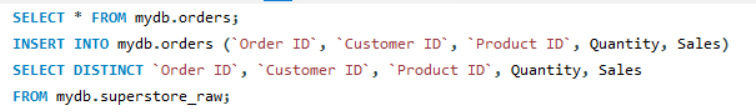 SELECT * FROM mydb.orders;
INSERT INTO mydb.orders (`Order ID`, `Customer ID`, `Product ID`, Quantity, Sales)
SELECT DISTINCT `Order ID`, `Customer ID`, `Product ID`, Quantity, Sales
FROM mydb.superstore_raw;